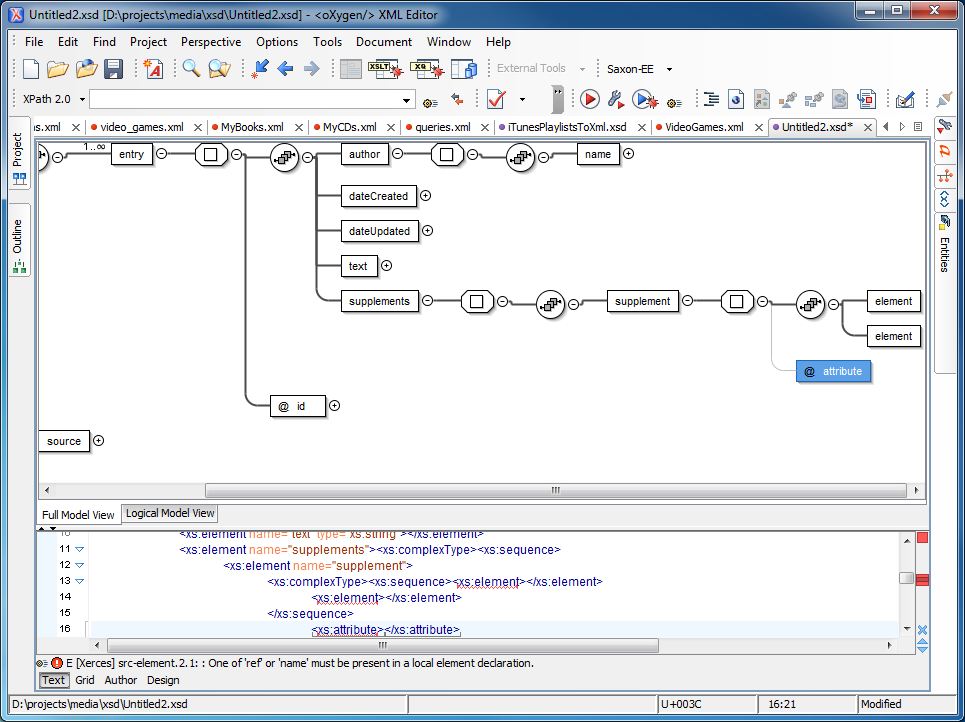 Untitled2.xsd [D:\projects\media\xsd\Untitled2.xsd] - <oXygen/> XML Editor
File Edit Find Project Perspective Options Tools Document Window Help
XSLT XQ External Tools Saxon-EE
XPath 2.0
s.xml video_games.xml MyBooks.xml MyCDs.xml queries.xml iTunesPlaylistsToXml.xsd VideoGames.xml Untitled2.xsd*
Project
Outline
Entities
1..∞ entry author name
dateCreated
dateUpdated
text
supplements supplement element
element
@ attribute
@ id
source
Full Model View Logical Model View
10 <xs:element name="text" type="xs:string"></xs:element>
11 <xs:element name="supplements"><xs:complexType><xs:sequence>
12 <xs:element name="supplement">
13 <xs:complexType><xs:sequence><xs:element></xs:element>
14 <xs:element></xs:element>
15 </xs:sequence>
16 <xs:attribute></xs:attribute>
E [Xerces] src-element.2.1: : One of 'ref' or 'name' must be present in a local element declaration.
Text Grid Author Design
D:\projects\media\xsd\Untitled2.xsd U+003C 16:21 Modified